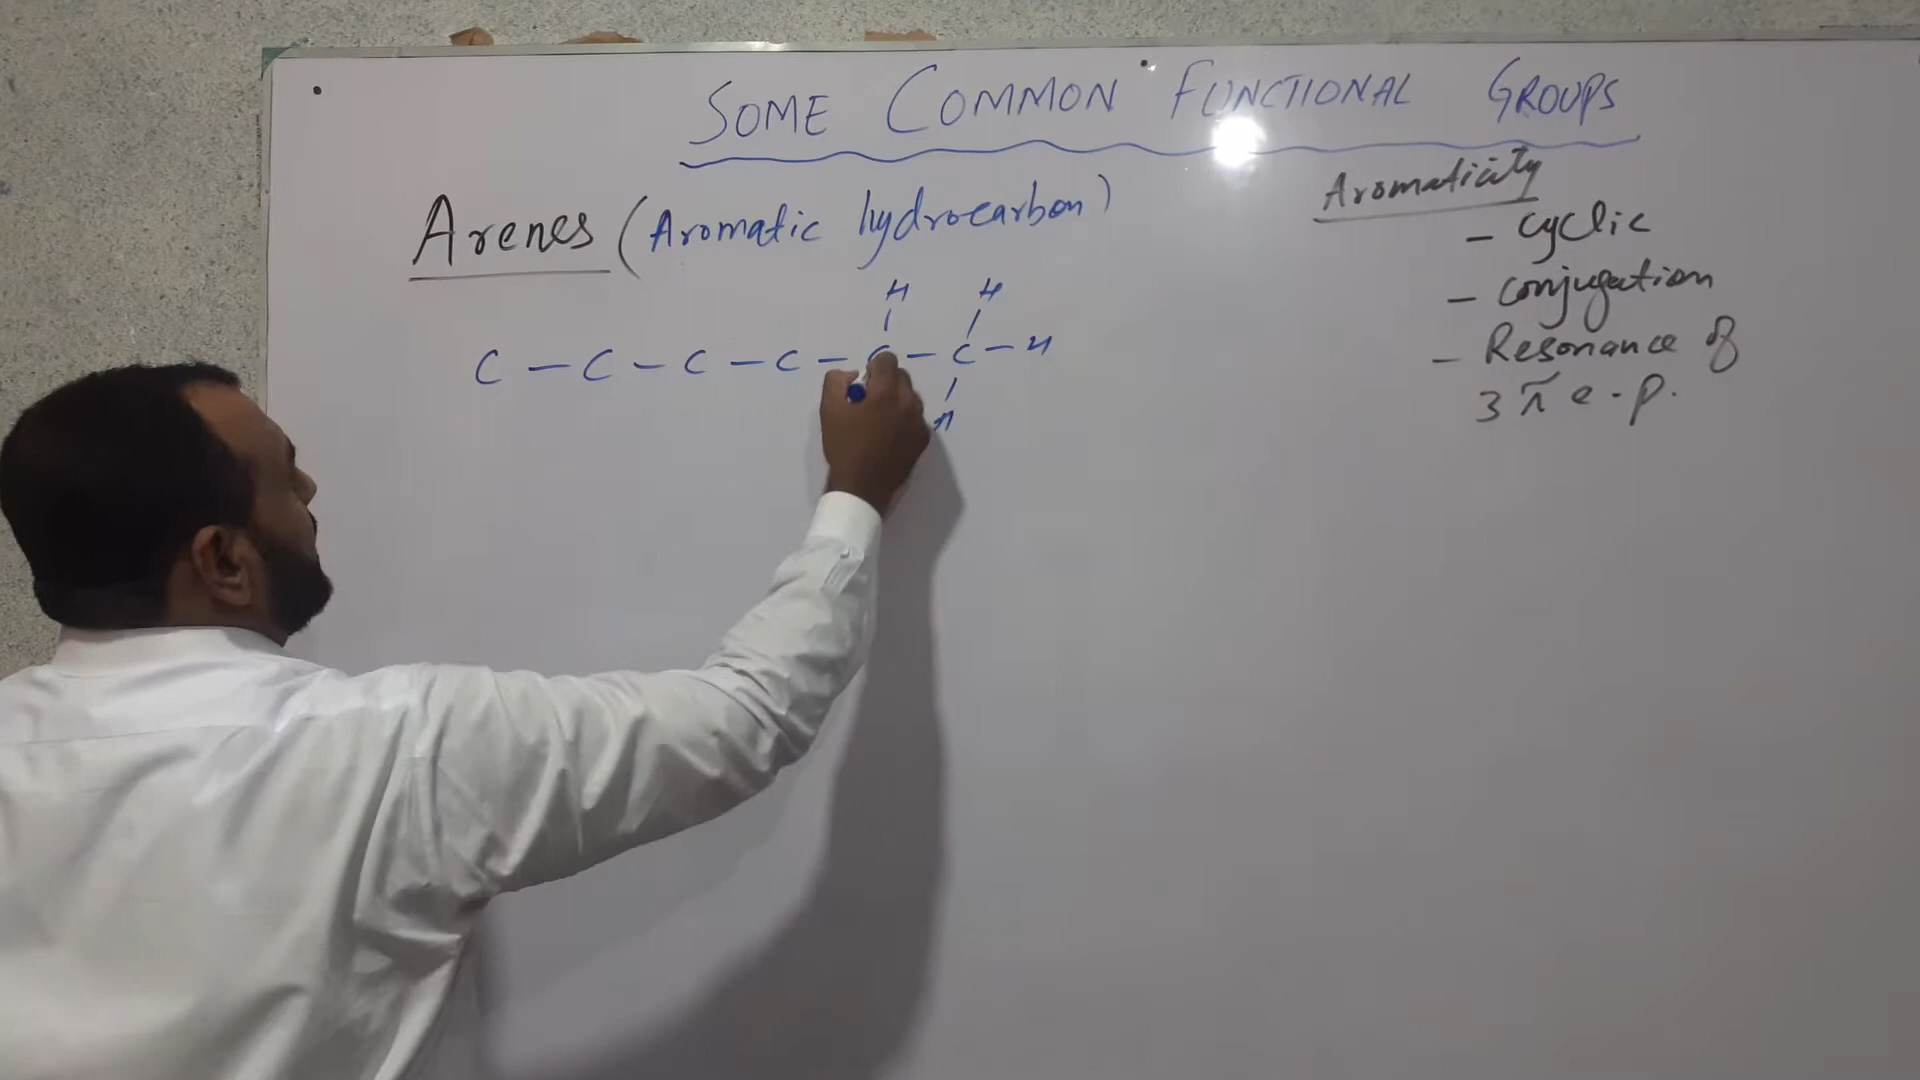 SOME COMMON FUNCTIONAL GROUPS
Arenes (Aromatic hydrocarbon)
Aromaticity
- cyclic
- conjugation
- Resonance of
3 π e.p.
H H
C - C - C - C - C - C - H
H